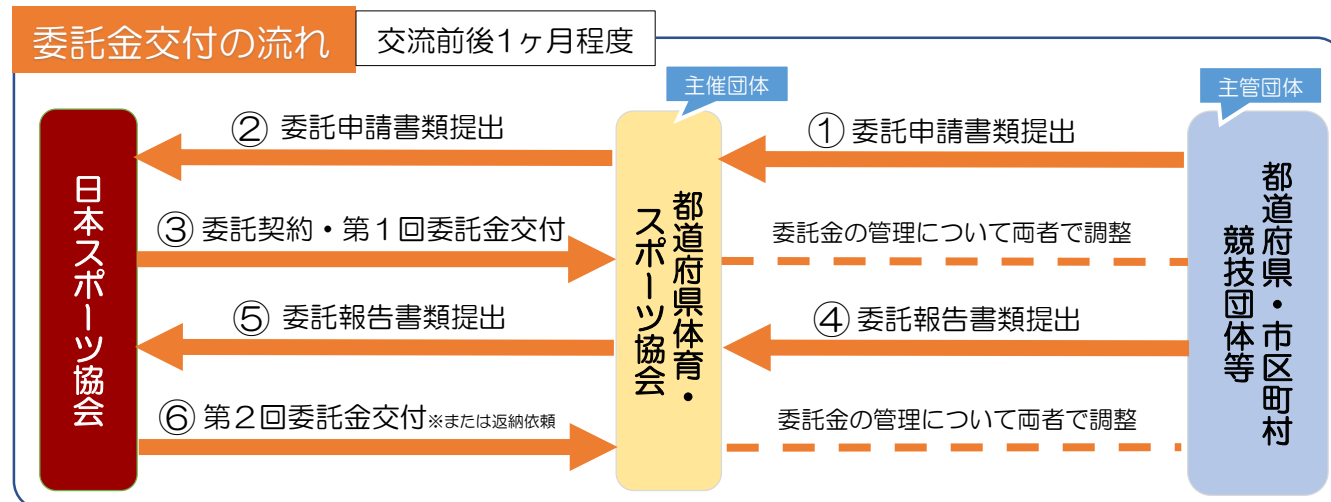 委託金交付の流れ
交流前後1ヶ月程度
主催団体
主管団体
② 委託申請書類提出
① 委託申請書類提出
日本スポーツ協会
都道府県体育・
スポーツ協会
都道府県・市区町村
競技団体等
③ 委託契約・第１回委託金交付
委託金の管理について両者で調整
⑤ 委託報告書類提出
④ 委託報告書類提出
⑥ 第２回委託金交付※または返納依頼
委託金の管理について両者で調整